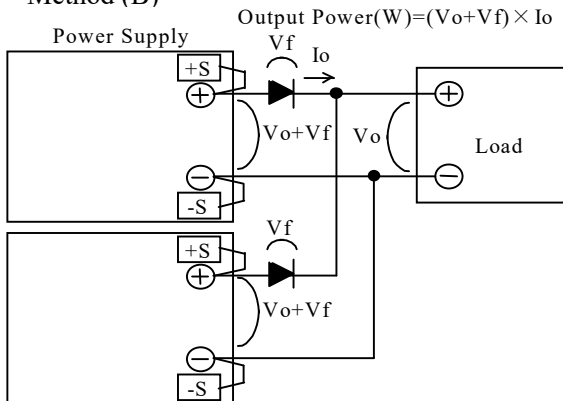 Method (B)
Output Power(W)=(Vo+Vf)×Io
Power Supply
Vf
Io
+S
+
Vo+Vf
Vo
+
Load
−
−
-S
Vf
+S
+
Vo+Vf
−
-S